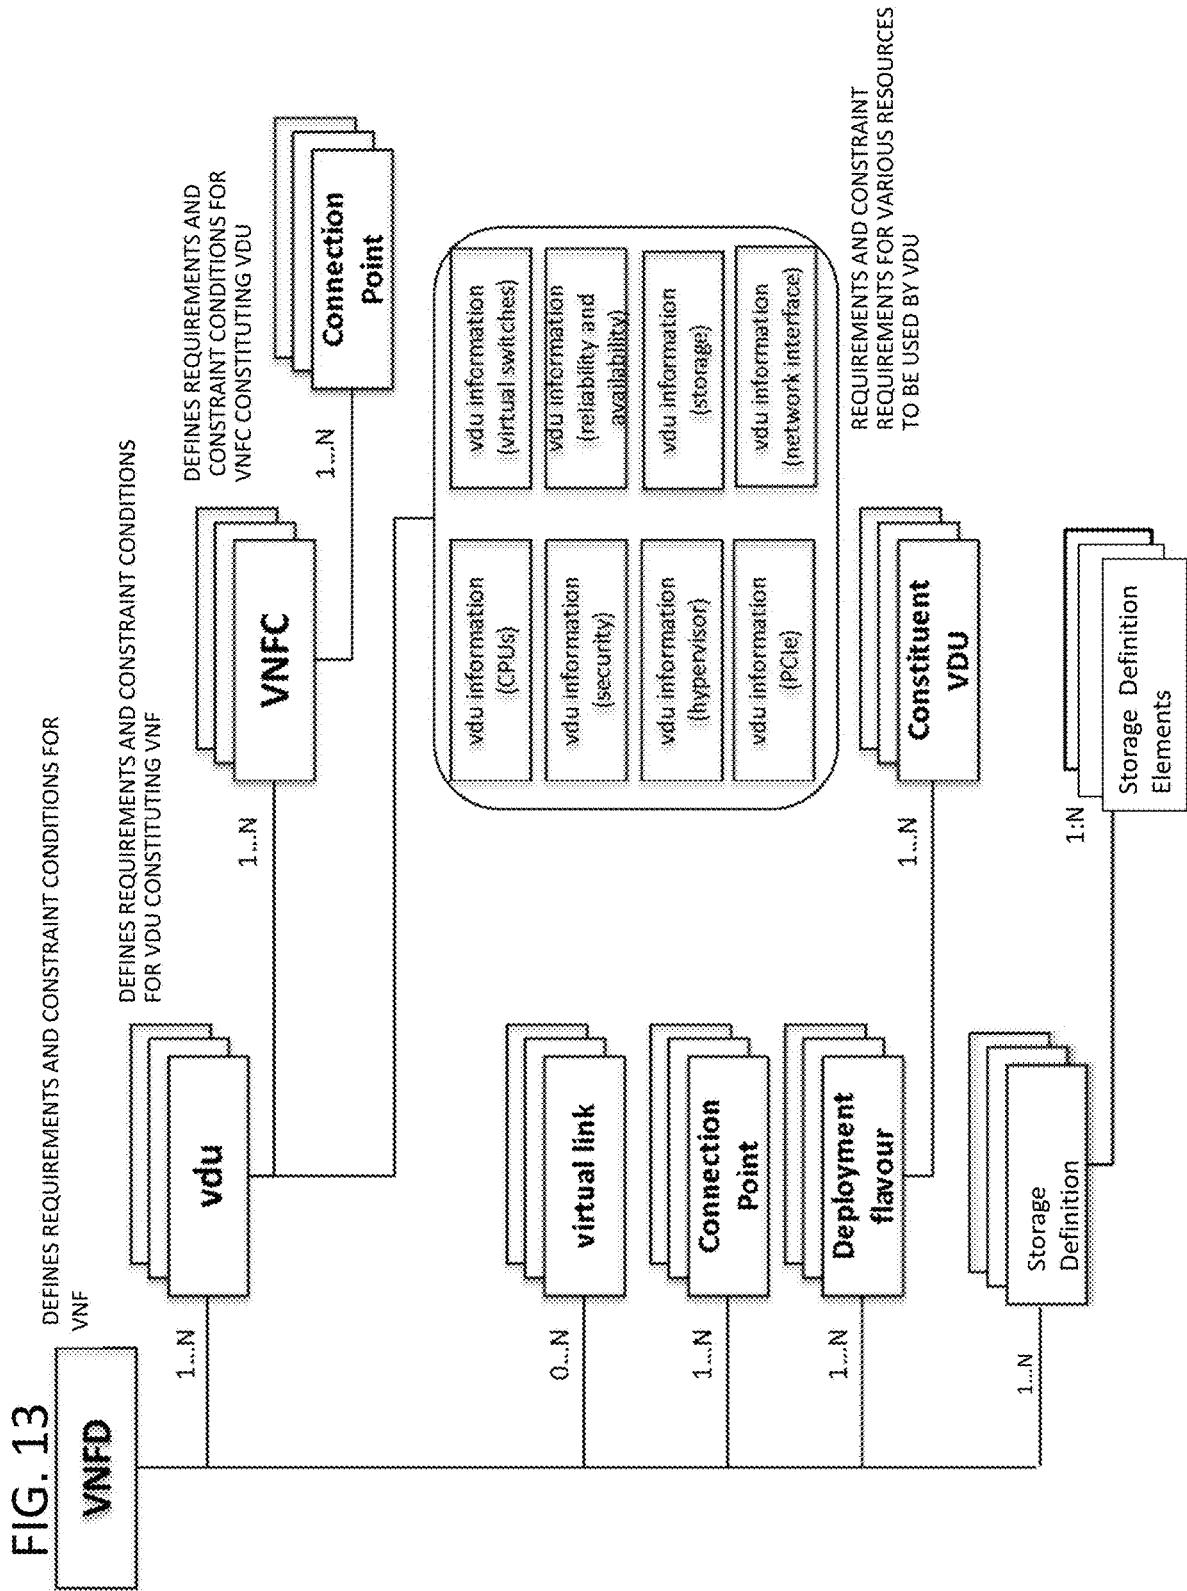 FIG. 13
VNFD
DEFINES REQUIREMENTS AND CONSTRAINT CONDITIONS FOR
VNF
1...N
vdu
DEFINES REQUIREMENTS AND CONSTRAINT CONDITIONS
FOR VDU CONSTITUTING VNF
1...N
VNFC
DEFINES REQUIREMENTS AND
CONSTRAINT CONDITIONS FOR
VNFC CONSTITUTING VDU
1...N
Connection
Point
vdu information
(CPUs)
vdu information
(virtual switches)
vdu information
(security)
vdu information
(reliability and
availability)
vdu information
(hypervisor)
vdu information
(storage)
vdu information
(PCIe)
vdu information
(network interface)
REQUIREMENTS AND CONSTRAINT
REQUIREMENTS FOR VARIOUS RESOURCES
TO BE USED BY VDU
0...N
virtual link
1...N
Connection
Point
1...N
Deployment
flavour
1...N
Constituent
VDU
1...N
Storage
Definition
1:N
Storage Definition
Elements